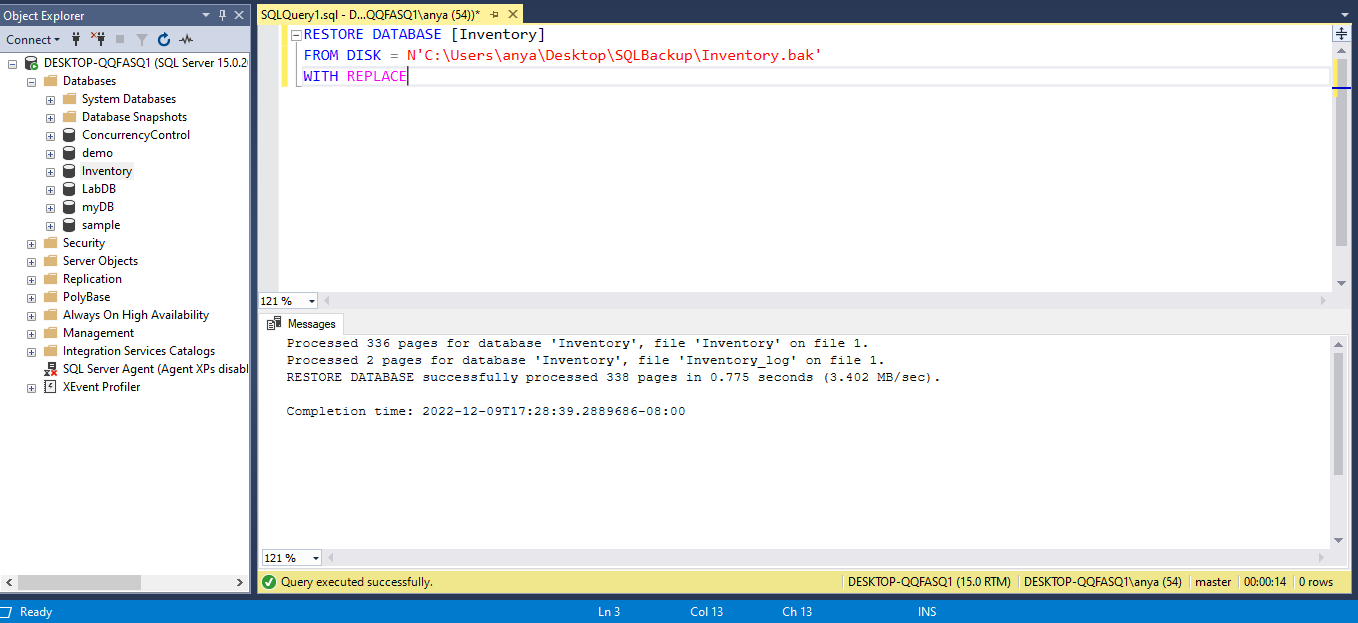 Object Explorer
Connect
DESKTOP-QQFASQ1 (SQL Server 15.0.20
Databases
System Databases
Database Snapshots
ConcurrencyControl
demo
Inventory
LabDB
myDB
sample
Security
Server Objects
Replication
PolyBase
Always On High Availability
Management
Integration Services Catalogs
SQL Server Agent (Agent XPs disabl
XEvent Profiler
SQLQuery1.sql - D...QQFASQ1\anya (54))*
RESTORE DATABASE [Inventory]
FROM DISK = N'C:\Users\anya\Desktop\SQLBackup\Inventory.bak'
WITH REPLACE
121 %
Messages
Processed 336 pages for database 'Inventory', file 'Inventory' on file 1.
Processed 2 pages for database 'Inventory', file 'Inventory_log' on file 1.
RESTORE DATABASE successfully processed 338 pages in 0.775 seconds (3.402 MB/sec).
Completion time: 2022-12-09T17:28:39.2889686-08:00
121 %
Query executed successfully.
DESKTOP-QQFASQ1 (15.0 RTM)
DESKTOP-QQFASQ1\anya (54)
master
00:00:14
0 rows
Ready
Ln 3
Col 13
Ch 13
INS